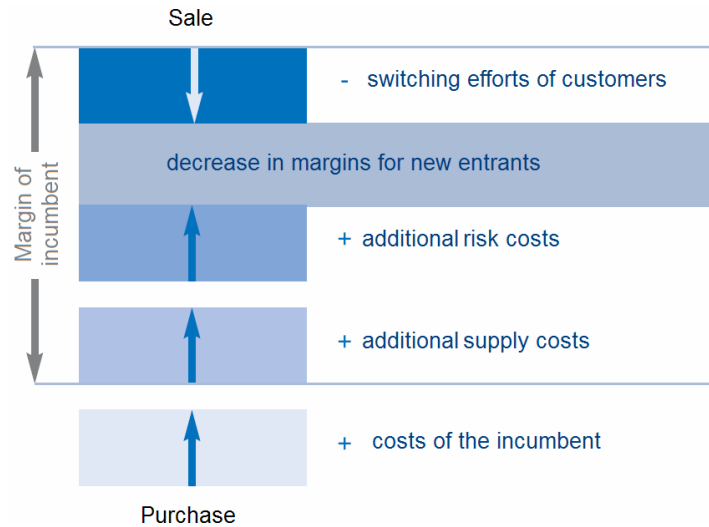 Sale
- switching efforts of customers
decrease in margins for new entrants
Margin of
incumbent
+ additional risk costs
+ additional supply costs
+ costs of the incumbent
Purchase